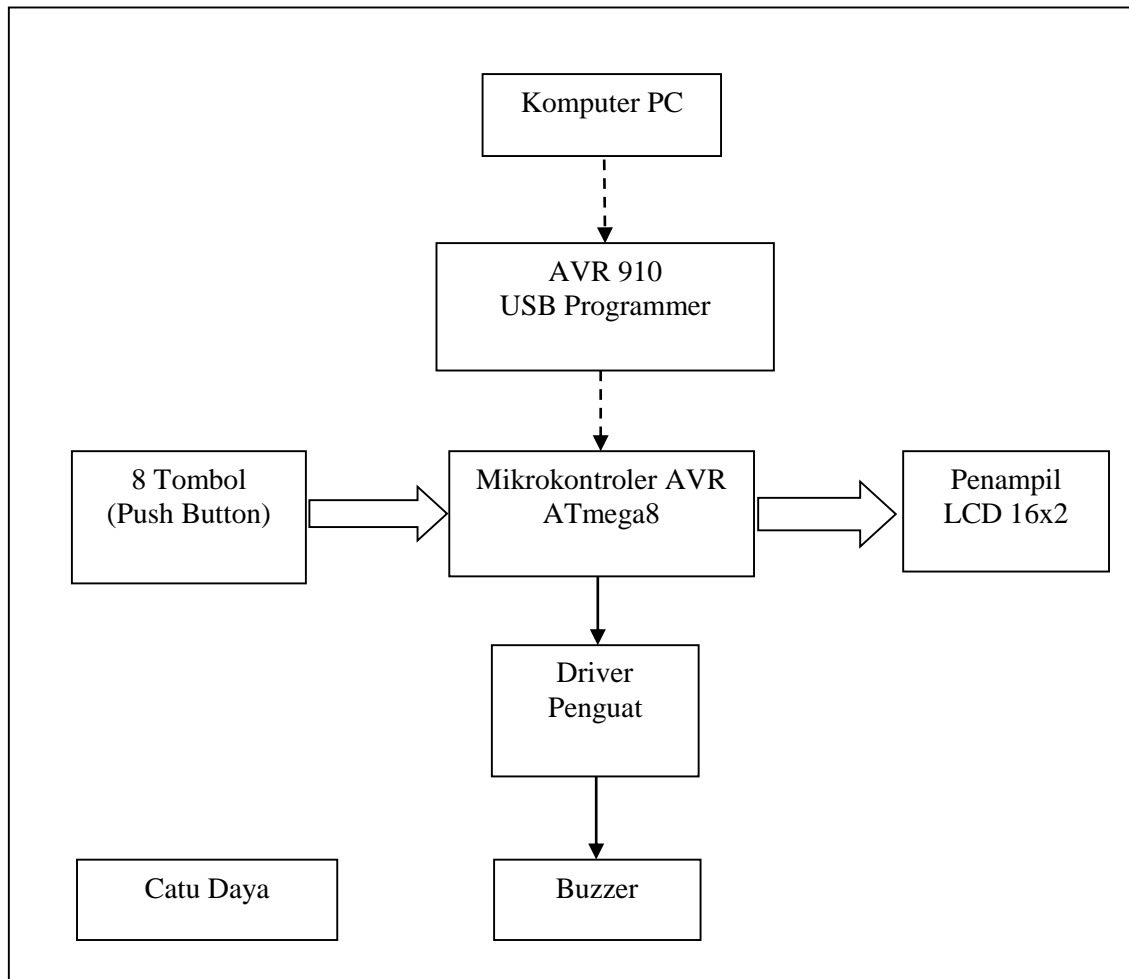 Komputer PC
AVR 910
USB Programmer
8 Tombol
(Push Button)
Mikrokontroler AVR
ATmega8
Penampil
LCD 16x2
Driver
Penguat
Catu Daya
Buzzer